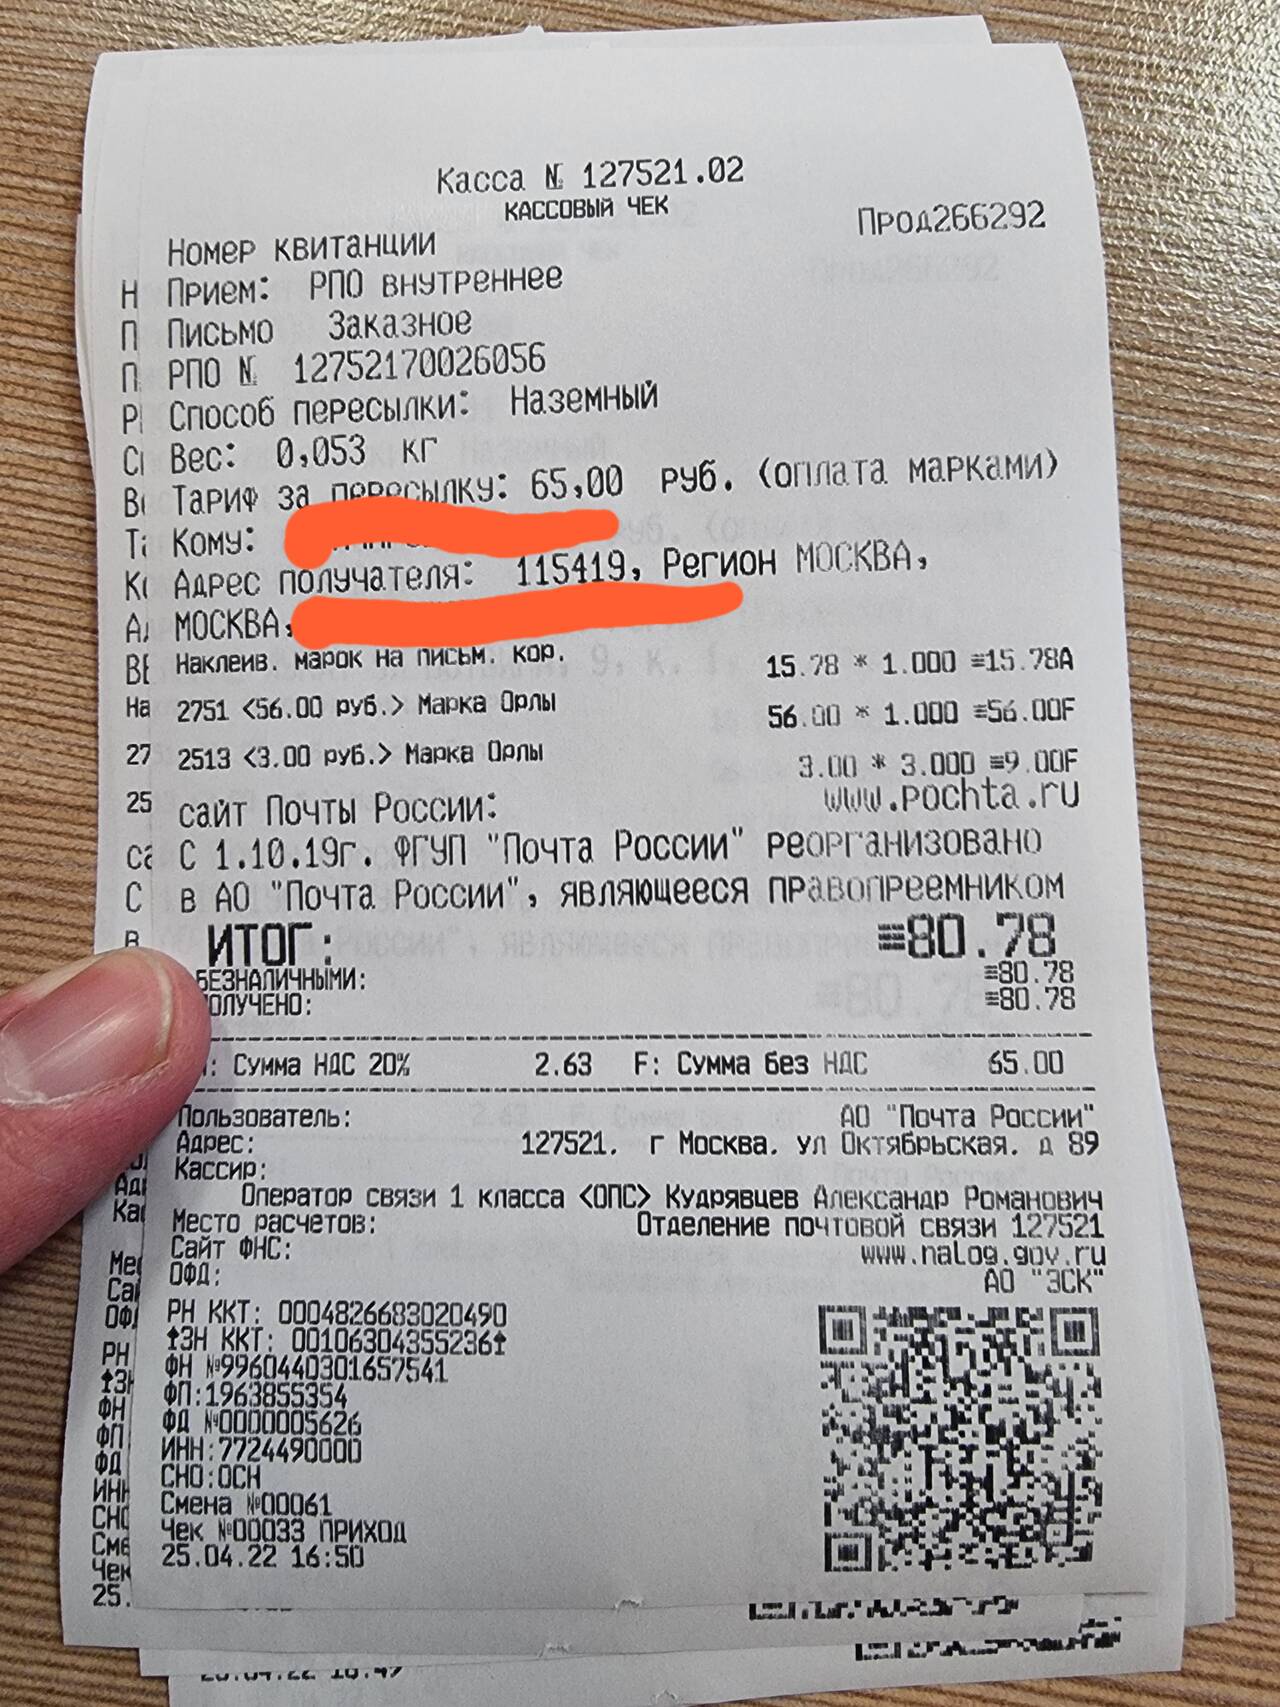 Касса № 127521.02
КАССОВЫЙ ЧЕК
Прод266292
Номер квитанции
Прием: РПО внутреннее
Письмо Заказное
РПО № 12752170026056
Способ пересылки: Наземный
Вес: 0,053 кг
Тариф за пересылку: 65,00 руб. (оплата марками)
Кому:
Адрес получателя: 115419, Регион МОСКВА,
МОСКВА,
Наклеив. марок на письм. кор. 15.78 * 1.000 ≡15.78A
2751 <56.00 руб.> Марка Орлы 56.00 * 1.000 ≡56.00F
2513 <3.00 руб.> Марка Орлы 3.00 * 3.000 ≡9.00F
сайт Почты России: www.pochta.ru
С 1.10.19г. ФГУП "Почта России" реорганизовано
в АО "Почта России", являющееся правопреемником
ИТОГ: ≡80.78
БЕЗНАЛИЧНЫМИ: ≡80.78
ПОЛУЧЕНО: ≡80.78
: Сумма НДС 20% 2.63 F: Сумма без НДС 65.00
Пользователь: АО "Почта России"
Адрес: 127521. г Москва. ул Октябрьская. д 89
Кассир:
Оператор связи 1 класса <ОПС> Кудрявцев Александр Романович
Место расчетов: Отделение почтовой связи 127521
Сайт ФНС: www.nalog.gov.ru
ОФД: АО "ЭСК"
РН ККТ: 0004826683020490
↑ЗН ККТ: 00106304355236↑
ФН №9960440301657541
ФП:1963855354
ФД №0000005626
ИНН:7724490000
СНО:ОСН
Смена №00061
Чек №00033 ПРИХОД
25.04.22 16:50